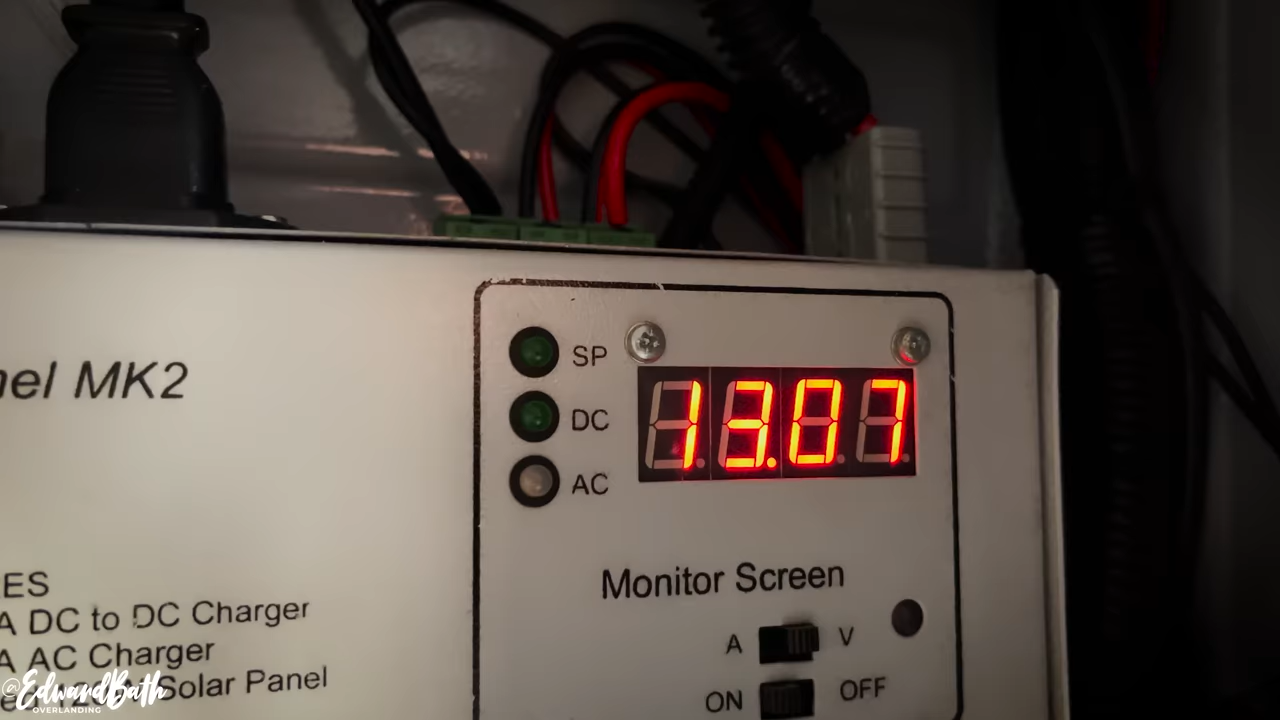 SP
13.07
DC
nel MK2
AC
Monitor Screen
A V
ON OFF
ES
A DC to DC Charger
A AC Charger
Solar Panel
@EdwardBath
OVERLANDING